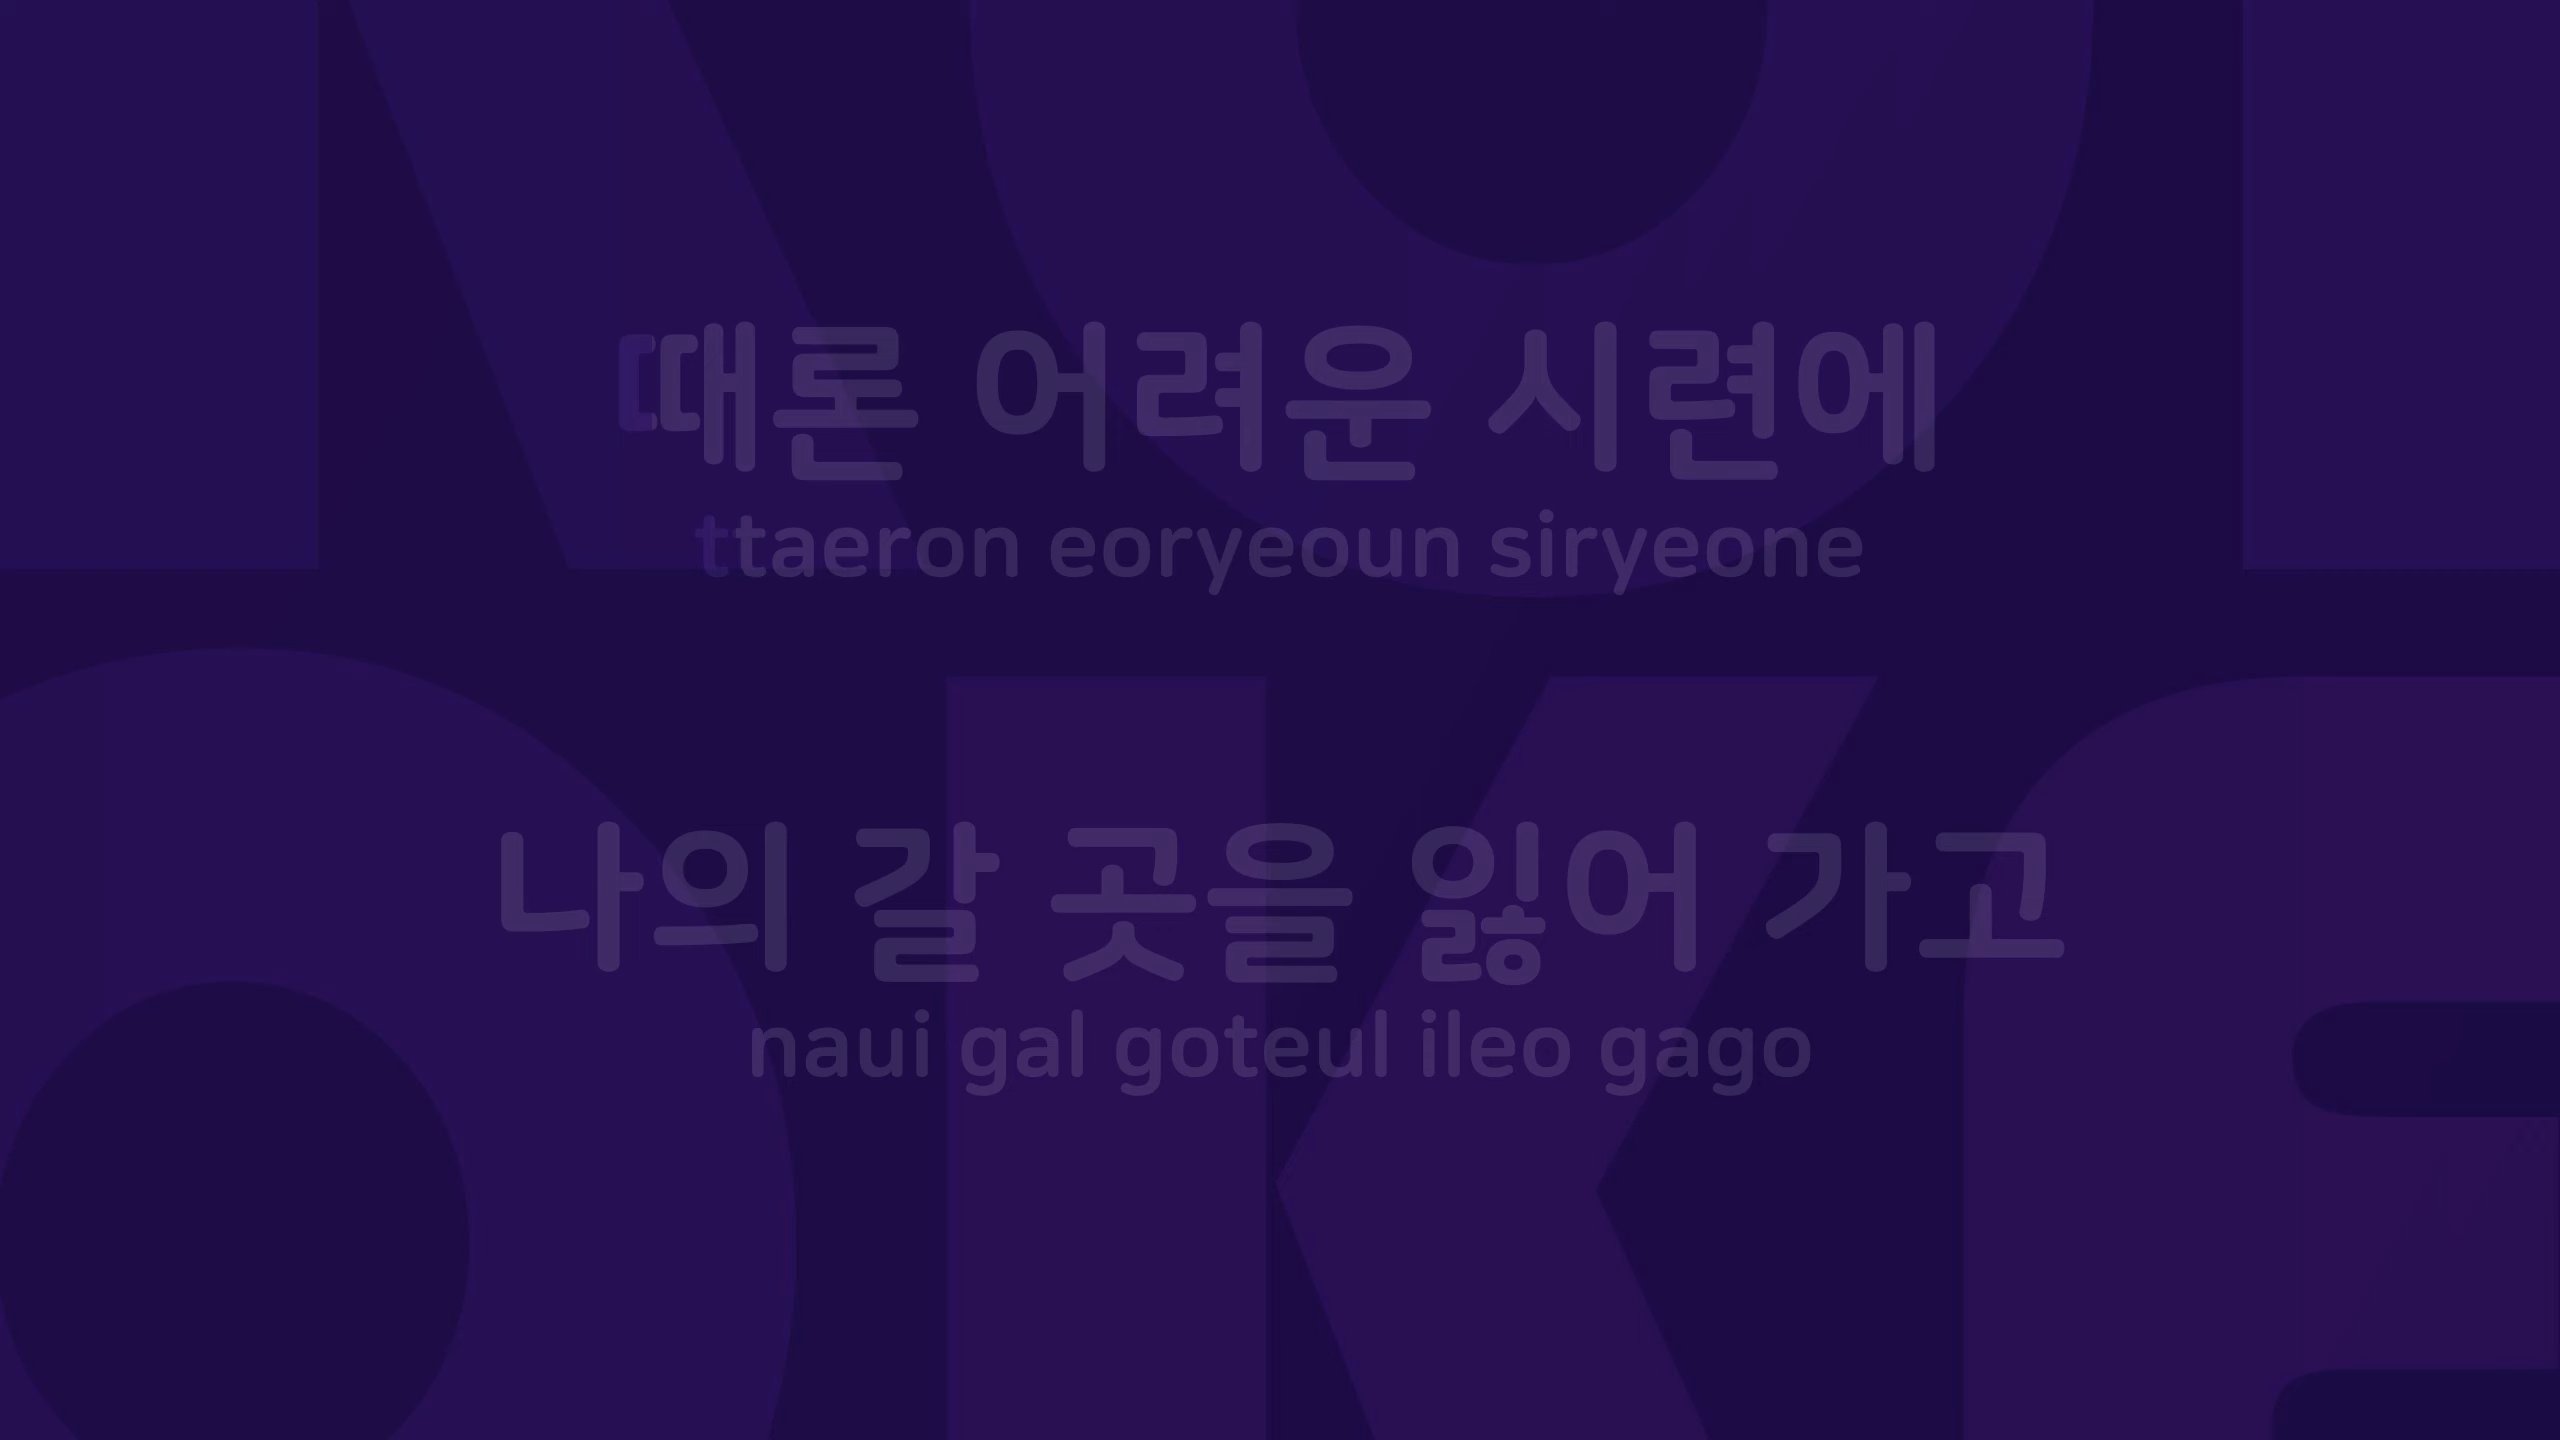 때론 어려운 시련에
ttaeron eoryeoun siryeone
나의 갈 곳을 잃어 가고
naui gal goteul ileo gago